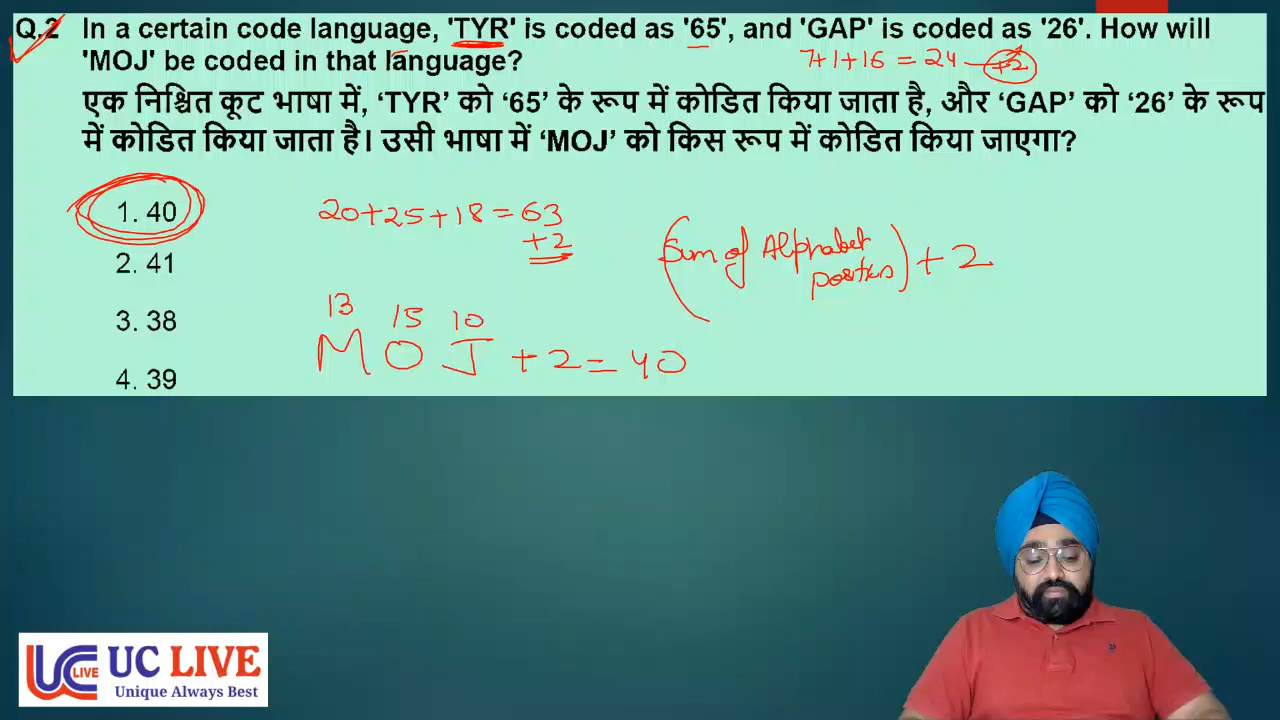 Q.2 In a certain code language, 'TYR' is coded as '65', and 'GAP' is coded as '26'. How will
'MOJ' be coded in that language?
7+1+16 = 24 +2
एक निश्चित कूट भाषा में, ‘TYR’ को ‘65’ के रूप में कोडित किया जाता है, और ‘GAP’ को ‘26’ के रूप
में कोडित किया जाता है। उसी भाषा में ‘MOJ’ को किस रूप में कोडित किया जाएगा?
1. 40
2. 41
3. 38
4. 39
20+25+18=63
+2
(Sum of Alphabet
position) + 2
13 15 10
M O J + 2 = 40
LIVE
UC LIVE
Unique Always Best